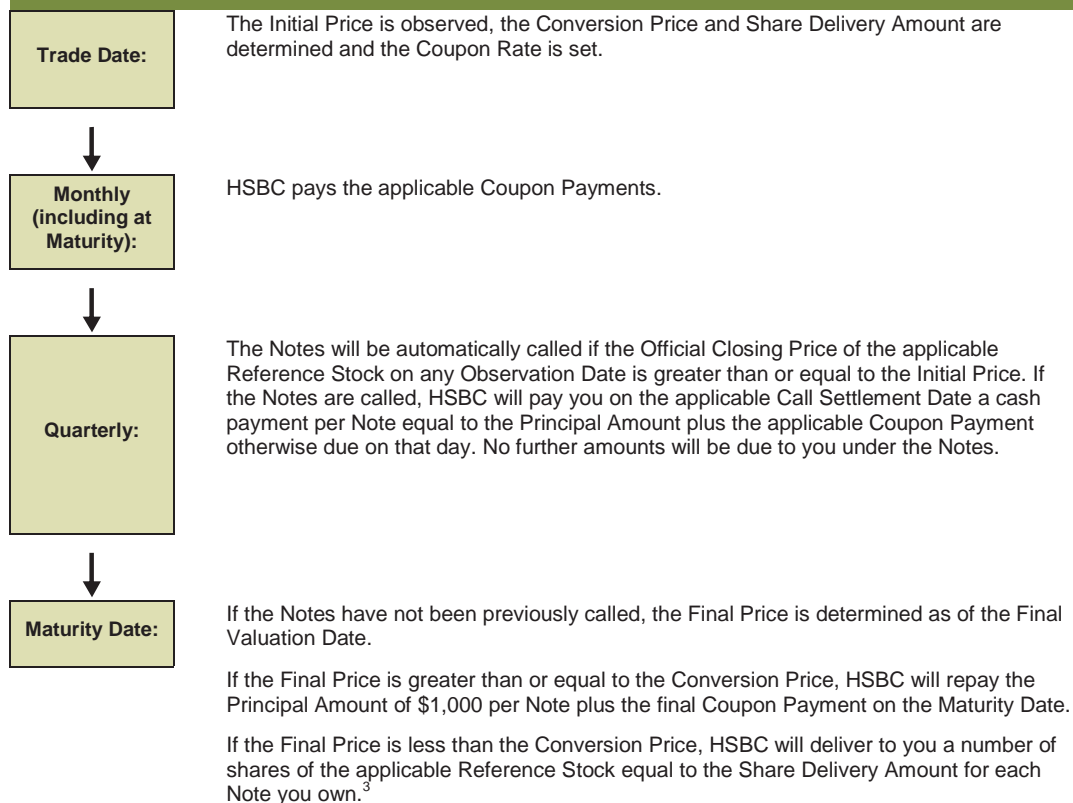 Trade Date:
The Initial Price is observed, the Conversion Price and Share Delivery Amount are
determined and the Coupon Rate is set.
Monthly
(including at
Maturity):
HSBC pays the applicable Coupon Payments.
Quarterly:
The Notes will be automatically called if the Official Closing Price of the applicable
Reference Stock on any Observation Date is greater than or equal to the Initial Price. If
the Notes are called, HSBC will pay you on the applicable Call Settlement Date a cash
payment per Note equal to the Principal Amount plus the applicable Coupon Payment
otherwise due on that day. No further amounts will be due to you under the Notes.
Maturity Date:
If the Notes have not been previously called, the Final Price is determined as of the Final
Valuation Date.
If the Final Price is greater than or equal to the Conversion Price, HSBC will repay the
Principal Amount of $1,000 per Note plus the final Coupon Payment on the Maturity Date.
If the Final Price is less than the Conversion Price, HSBC will deliver to you a number of
shares of the applicable Reference Stock equal to the Share Delivery Amount for each
Note you own.3